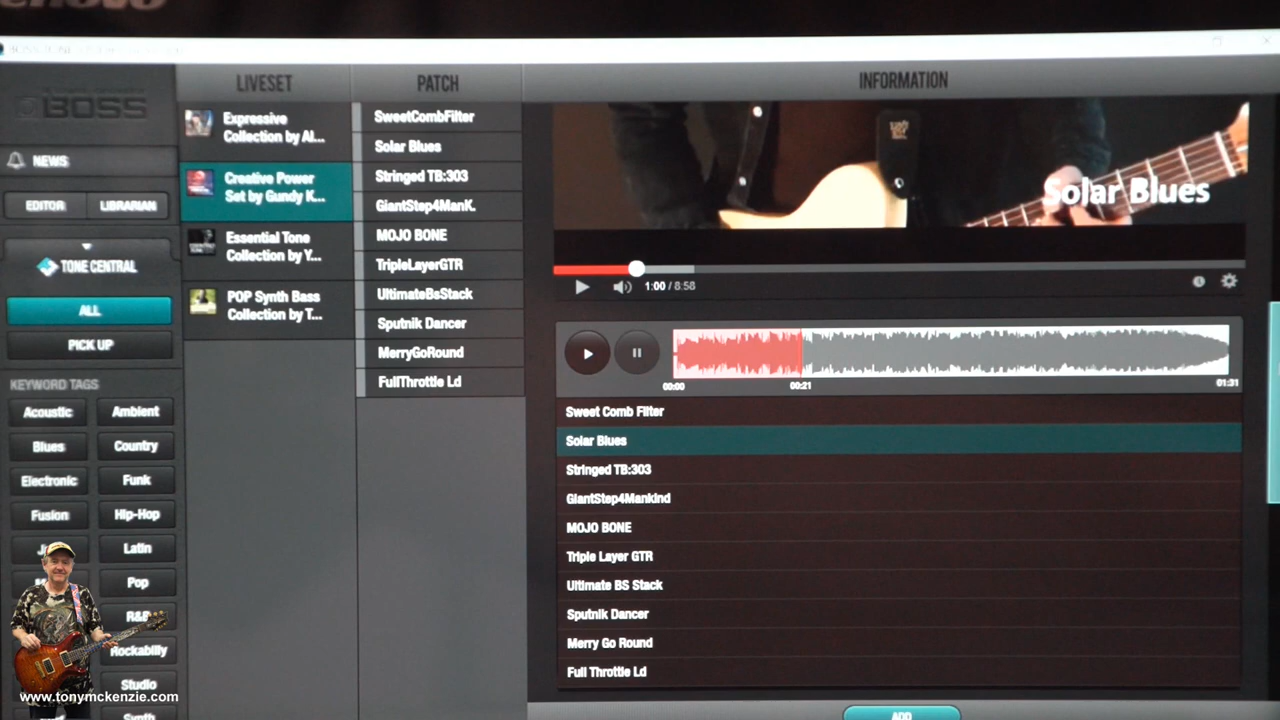 enovo
LIVESET
PATCH
INFORMATION
BOSS
NEWS
EDITOR
LIBRARIAN
TONE CENTRAL
ALL
PICK UP
KEYWORD TAGS
Acoustic
Ambient
Blues
Country
Electronic
Funk
Fusion
Hip-Hop
Latin
Pop
R&B
Rockabilly
Studio
Synth
Expressive
Collection by Al...
Creative Power
Set by Gundy K...
Essential Tone
Collection by Y...
POP Synth Bass
Collection by T...
SweetCombFilter
Solar Blues
Stringed TB:303
GiantStep4ManK.
MOJO BONE
TripleLayerGTR
UltimateBsStack
Sputnik Dancer
MerryGoRound
FullThrottle Ld
Solar Blues
1:00 / 8:58
00:00
00:21
01:31
Sweet Comb Filter
Solar Blues
Stringed TB:303
GiantStep4Mankind
MOJO BONE
Triple Layer GTR
Ultimate BS Stack
Sputnik Dancer
Merry Go Round
Full Throttle Ld
ADD
www.tonymckenzie.com